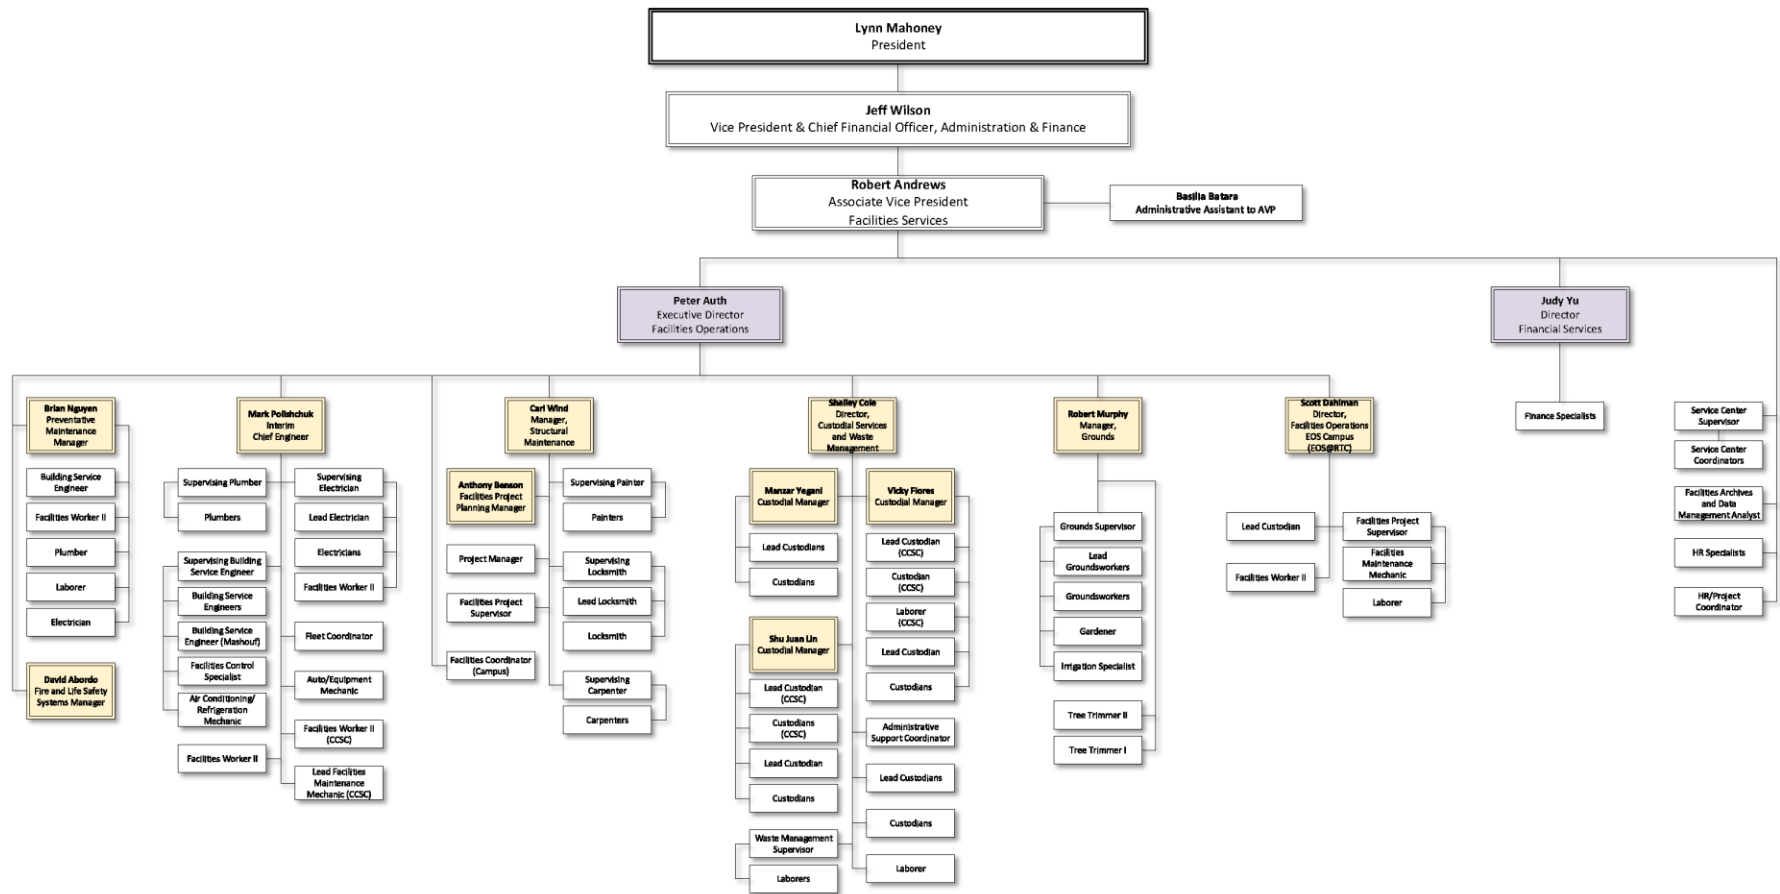 Lynn Mahoney
President
Jeff Wilson
Vice President & Chief Financial Officer, Administration & Finance
Robert Andrews
Associate Vice President
Facilities Services
Basilia Batara
Administrative Assistant to AVP
Peter Auth
Executive Director
Facilities Operations
Judy Yu
Director
Financial Services
Brian Nguyen
Preventative
Maintenance
Manager
Building Service
Engineer
Facilities Worker II
Plumber
Laborer
Electrician
David Abordo
Fire and Life Safety
Systems Manager
Mark Polishchuk
Interim
Chief Engineer
Supervising Plumber
Plumbers
Supervising Building
Service Engineer
Building Service
Engineers
Building Service
Engineer (Mashouf)
Facilities Control
Specialist
Air Conditioning/
Refrigeration
Mechanic
Facilities Worker II
Supervising
Electrician
Lead Electrician
Electricians
Facilities Worker II
Fleet Coordinator
Auto/Equipment
Mechanic
Facilities Worker II
(CCSC)
Lead Facilities
Maintenance
Mechanic (CCSC)
Carl Wind
Manager,
Structural
Maintenance
Anthony Benson
Facilities Project
Planning Manager
Project Manager
Facilities Project
Supervisor
Facilities Coordinator
(Campus)
Supervising Painter
Painters
Supervising
Locksmith
Lead Locksmith
Locksmith
Supervising
Carpenter
Carpenters
Shelley Cole
Director,
Custodial Services
and Waste
Management
Manzar Yegani
Custodial Manager
Lead Custodians
Custodians
Shu Juan Lin
Custodial Manager
Lead Custodian
(CCSC)
Custodians
(CCSC)
Lead Custodian
Custodians
Waste Management
Supervisor
Laborers
Vicky Flores
Custodial Manager
Lead Custodian
(CCSC)
Custodian
(CCSC)
Laborer
(CCSC)
Lead Custodian
Custodians
Administrative
Support Coordinator
Lead Custodians
Custodians
Laborer
Robert Murphy
Manager,
Grounds
Grounds Supervisor
Lead
Groundsworkers
Groundsworkers
Gardener
Irrigation Specialist
Tree Trimmer II
Tree Trimmer I
Scott Dahlman
Director,
Facilities Operations
EOS Campus
(EOS@RTC)
Lead Custodian
Facilities Worker II
Facilities Project
Supervisor
Facilities
Maintenance
Mechanic
Laborer
Finance Specialists
Service Center
Supervisor
Service Center
Coordinators
Facilities Archives
and Data
Management Analyst
HR Specialists
HR/Project
Coordinator